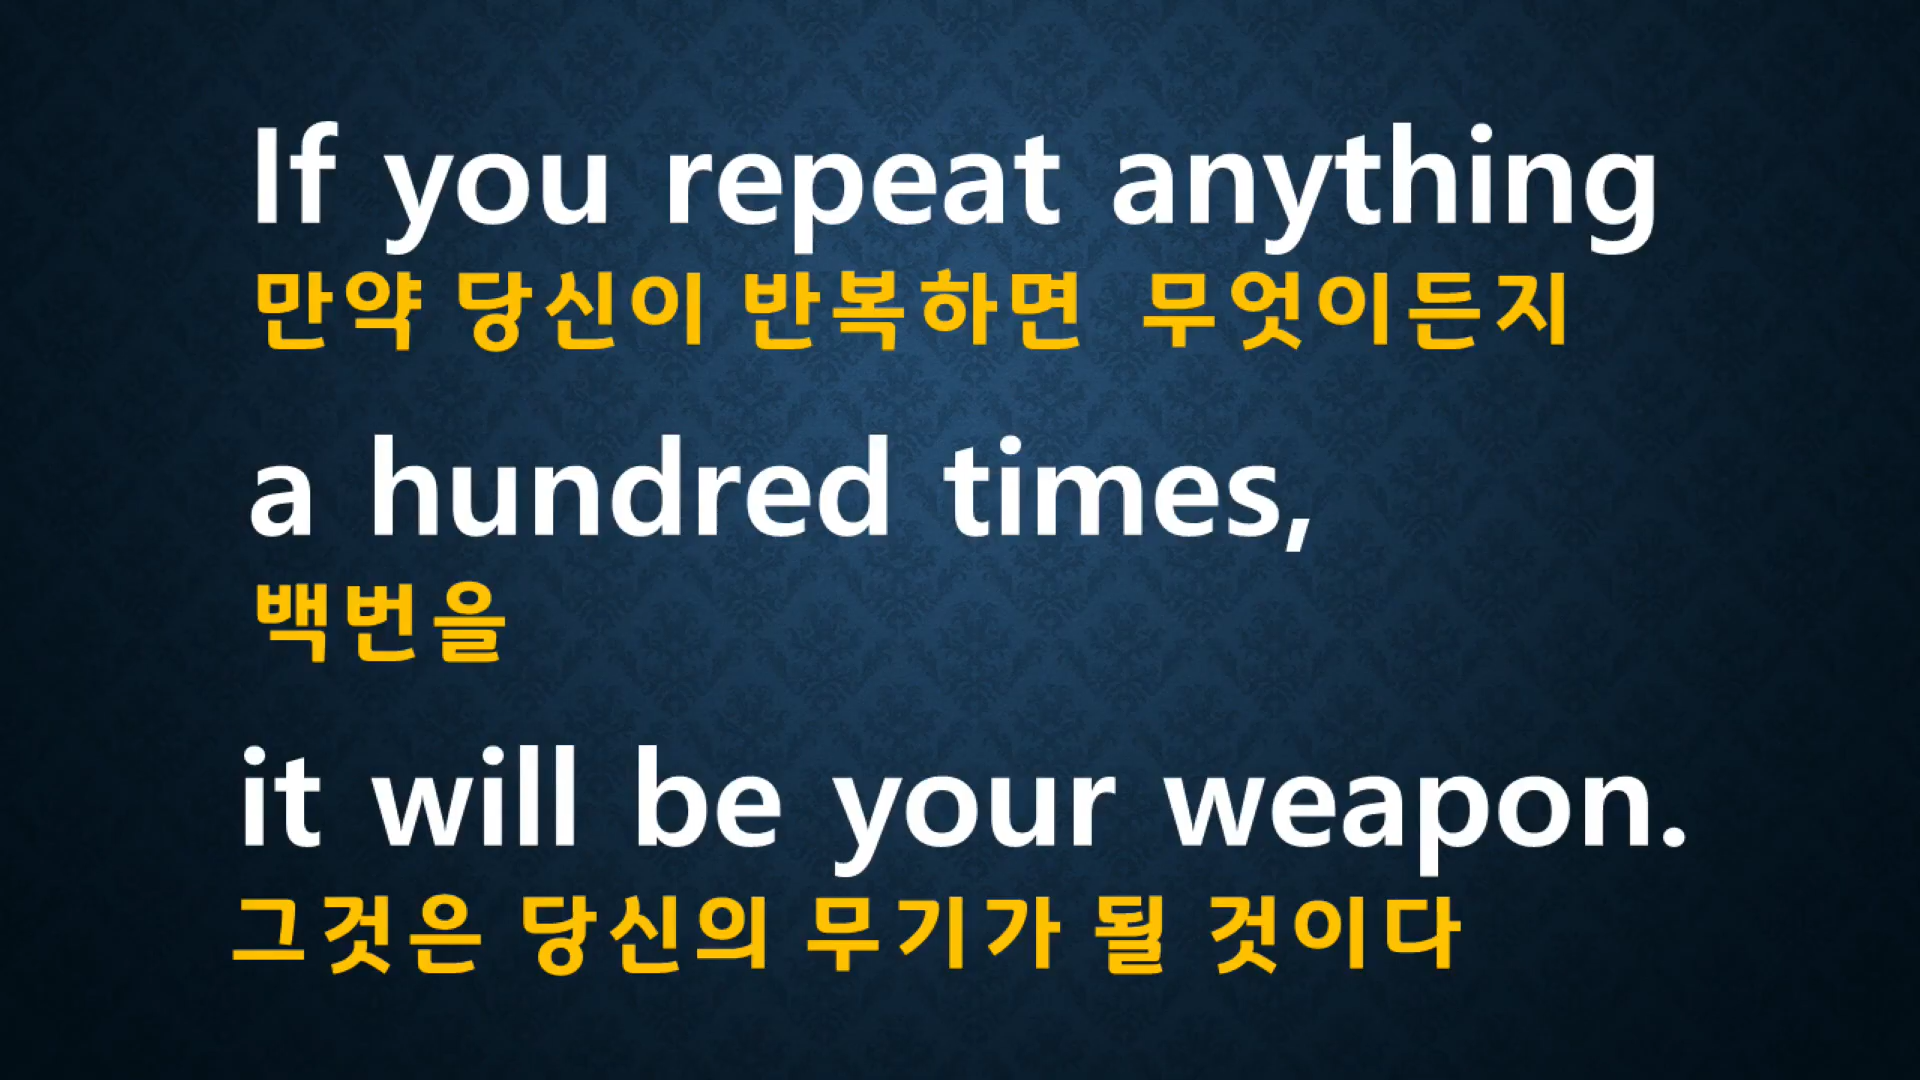 If you repeat anything
만약 당신이 반복하면 무엇이든지
a hundred times,
백번을
it will be your weapon.
그것은 당신의 무기가 될 것이다